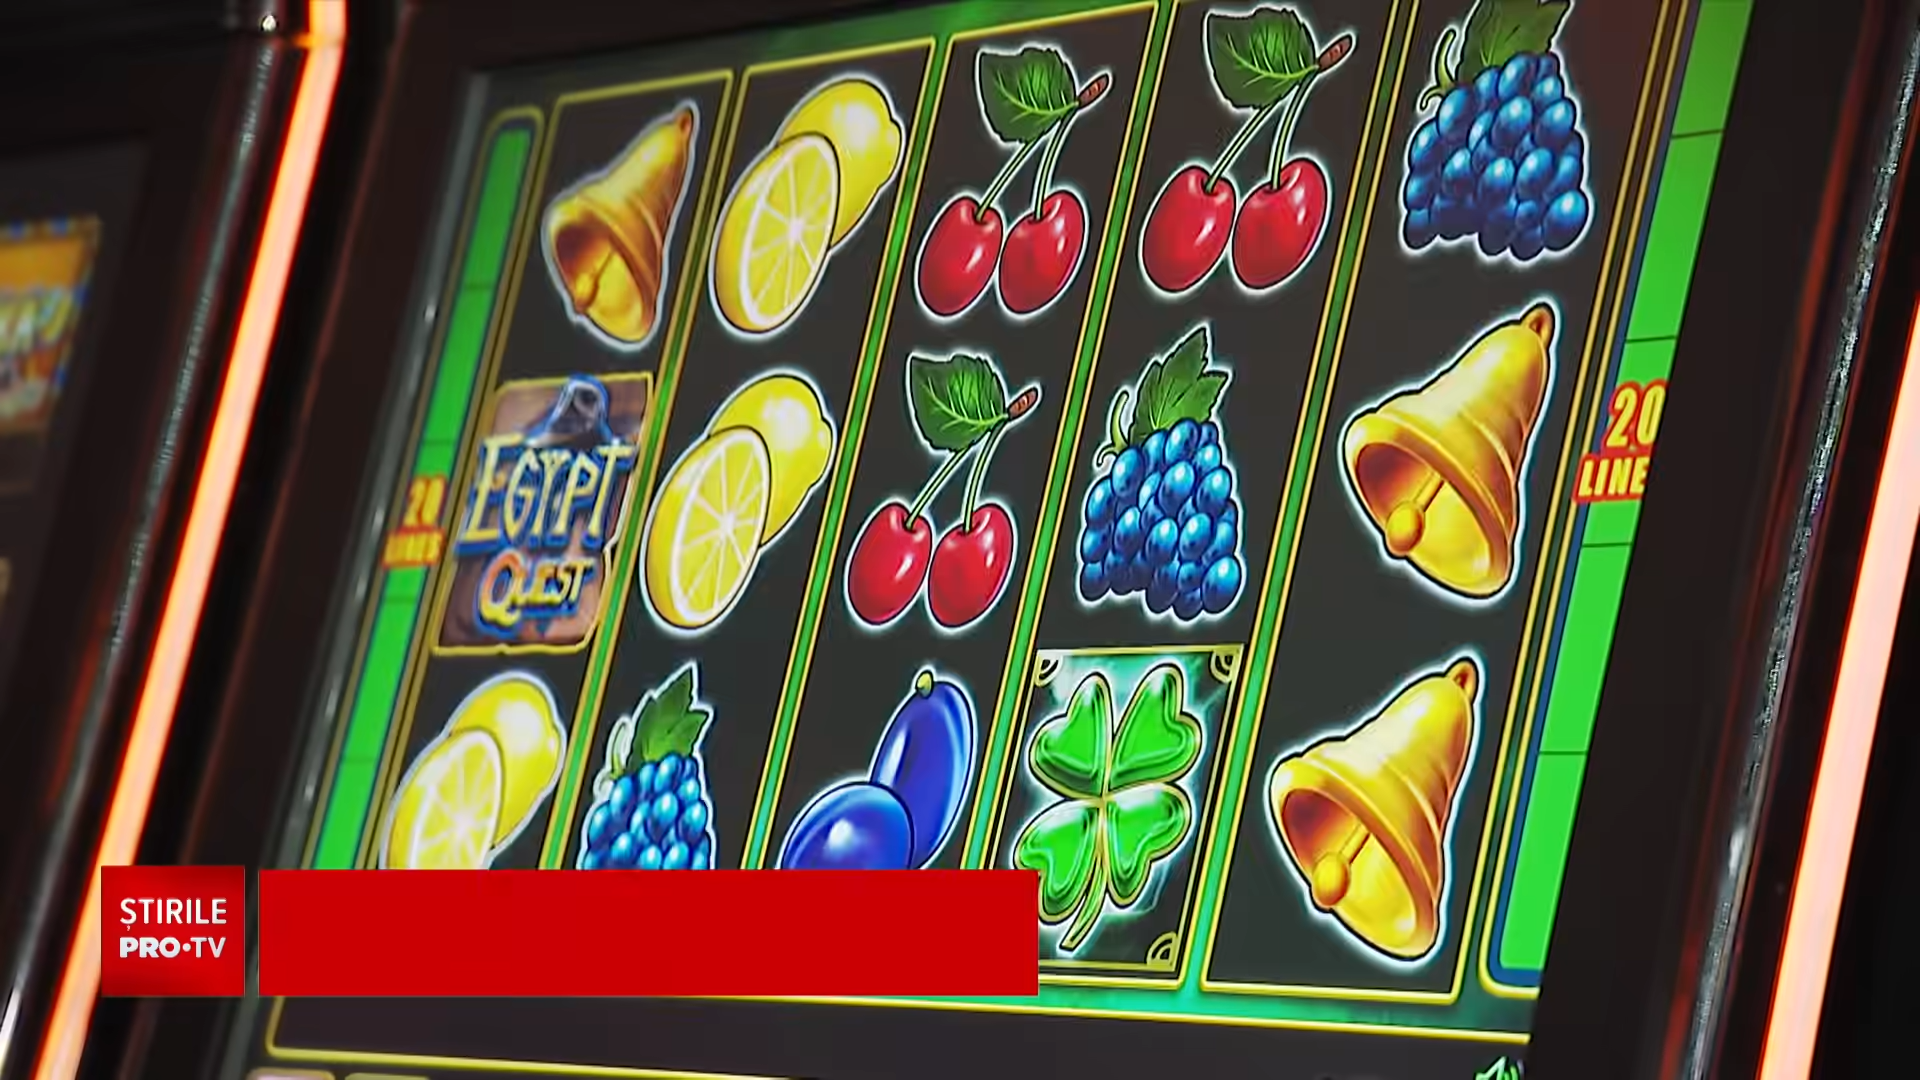 EGYPT
QUEST
20
LINES
20
LINE
ȘTIRILE
PRO•TV